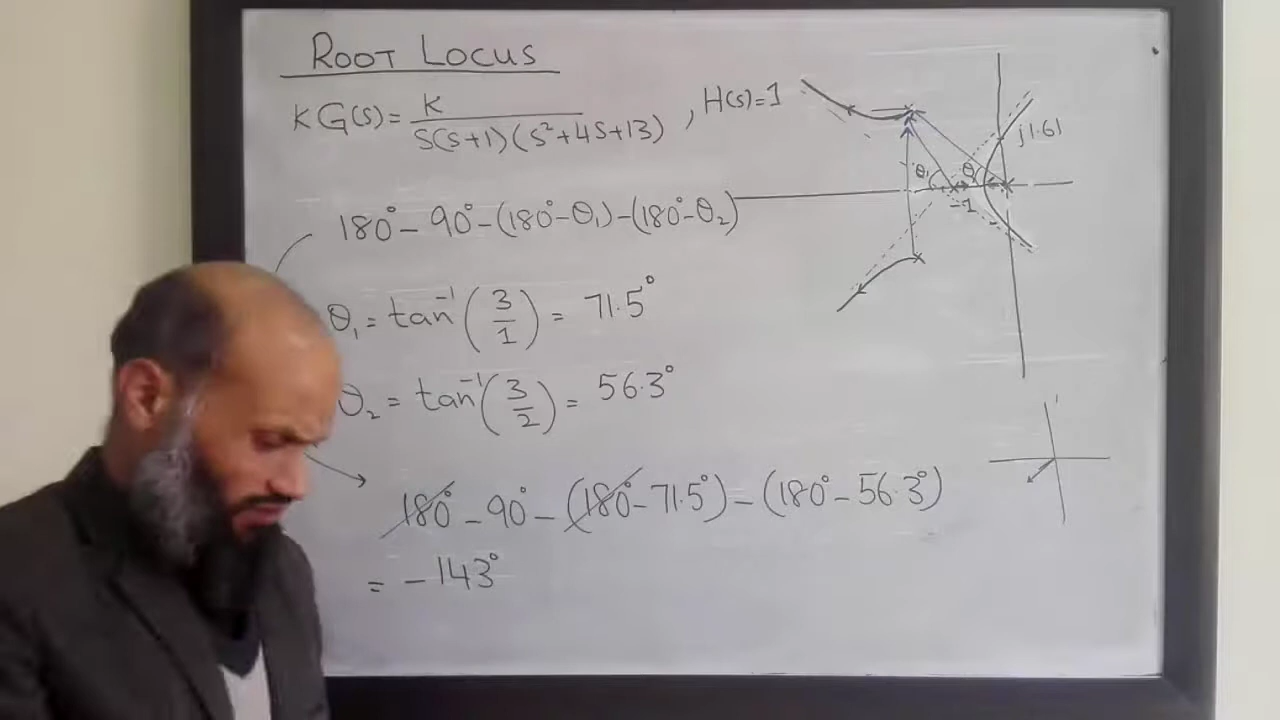 ROOT LOCUS
KG(s) = K / S(S+1)(S²+4S+13) , H(s)=1
180° - 90° - (180°-θ₁) - (180°-θ₂)
θ₁ = tan⁻¹(3/1) = 71.5°
θ₂ = tan⁻¹(3/2) = 56.3°
180° - 90° - (180° - 71.5°) - (180° - 56.3°)
= -143°
j1.61
θ₁
θ₂
-1